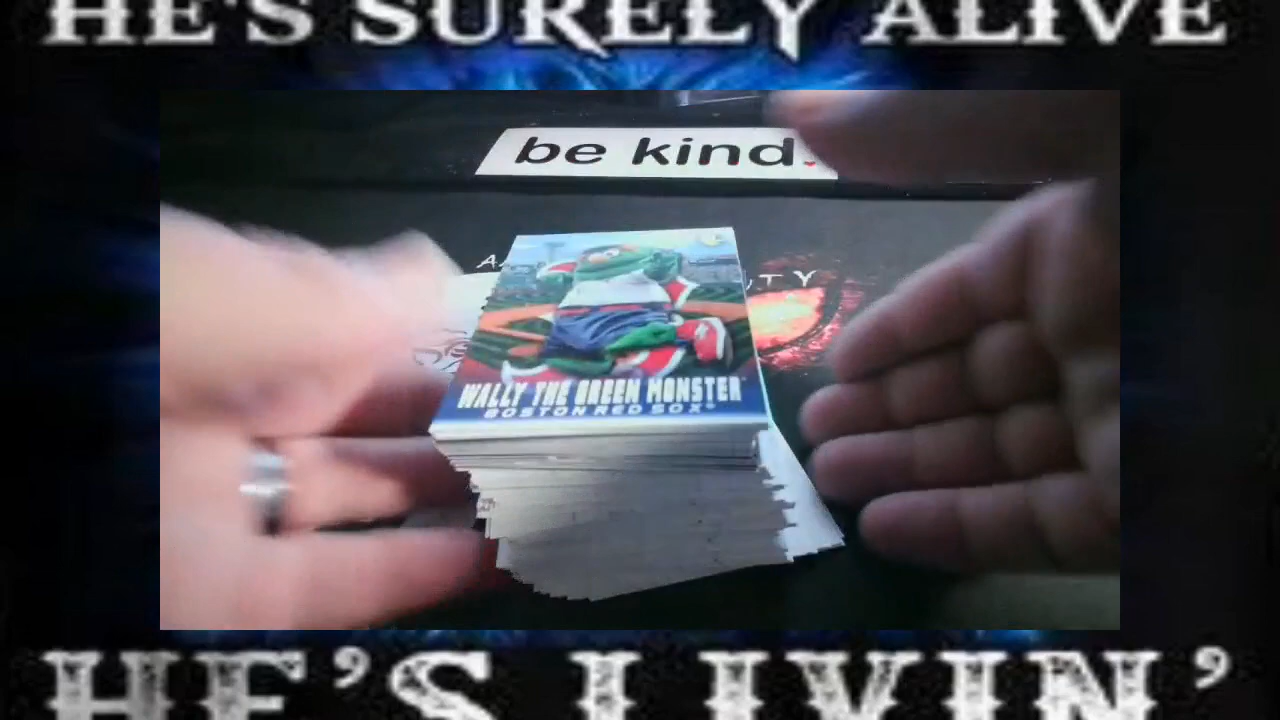 HE'S SURELY ALIVE
be kind.
WALLY THE GREEN MONSTER
BOSTON RED SOX
HE'S LIVIN'